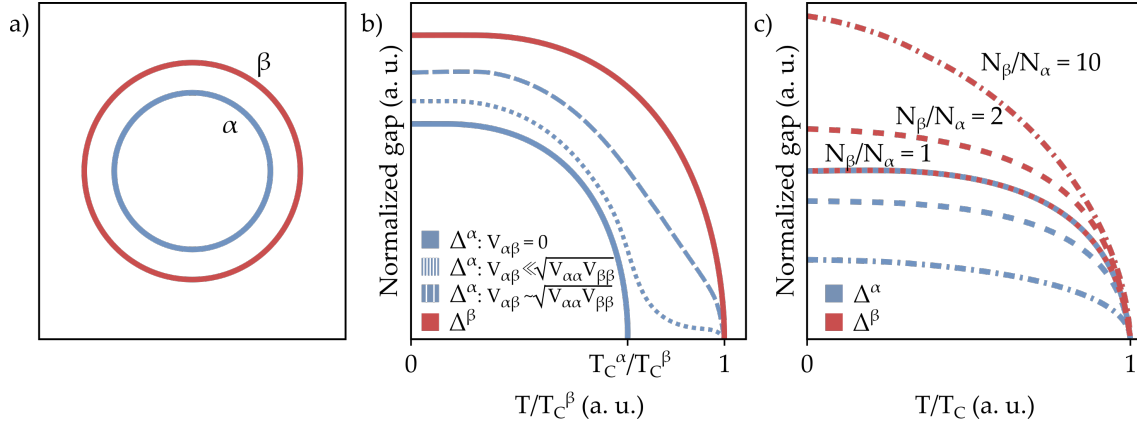 a)
β
α
b)
Normalized gap (a. u.)
Δ^α: V_αβ = 0
Δ^α: V_αβ ≪ √V_αα V_ββ
Δ^α: V_αβ ~ √V_αα V_ββ
Δ^β
0
T_C^α/T_C^β
1
T/T_C^β (a. u.)
c)
Normalized gap (a. u.)
N_β/N_α = 10
N_β/N_α = 2
N_β/N_α = 1
Δ^α
Δ^β
0
1
T/T_C (a. u.)